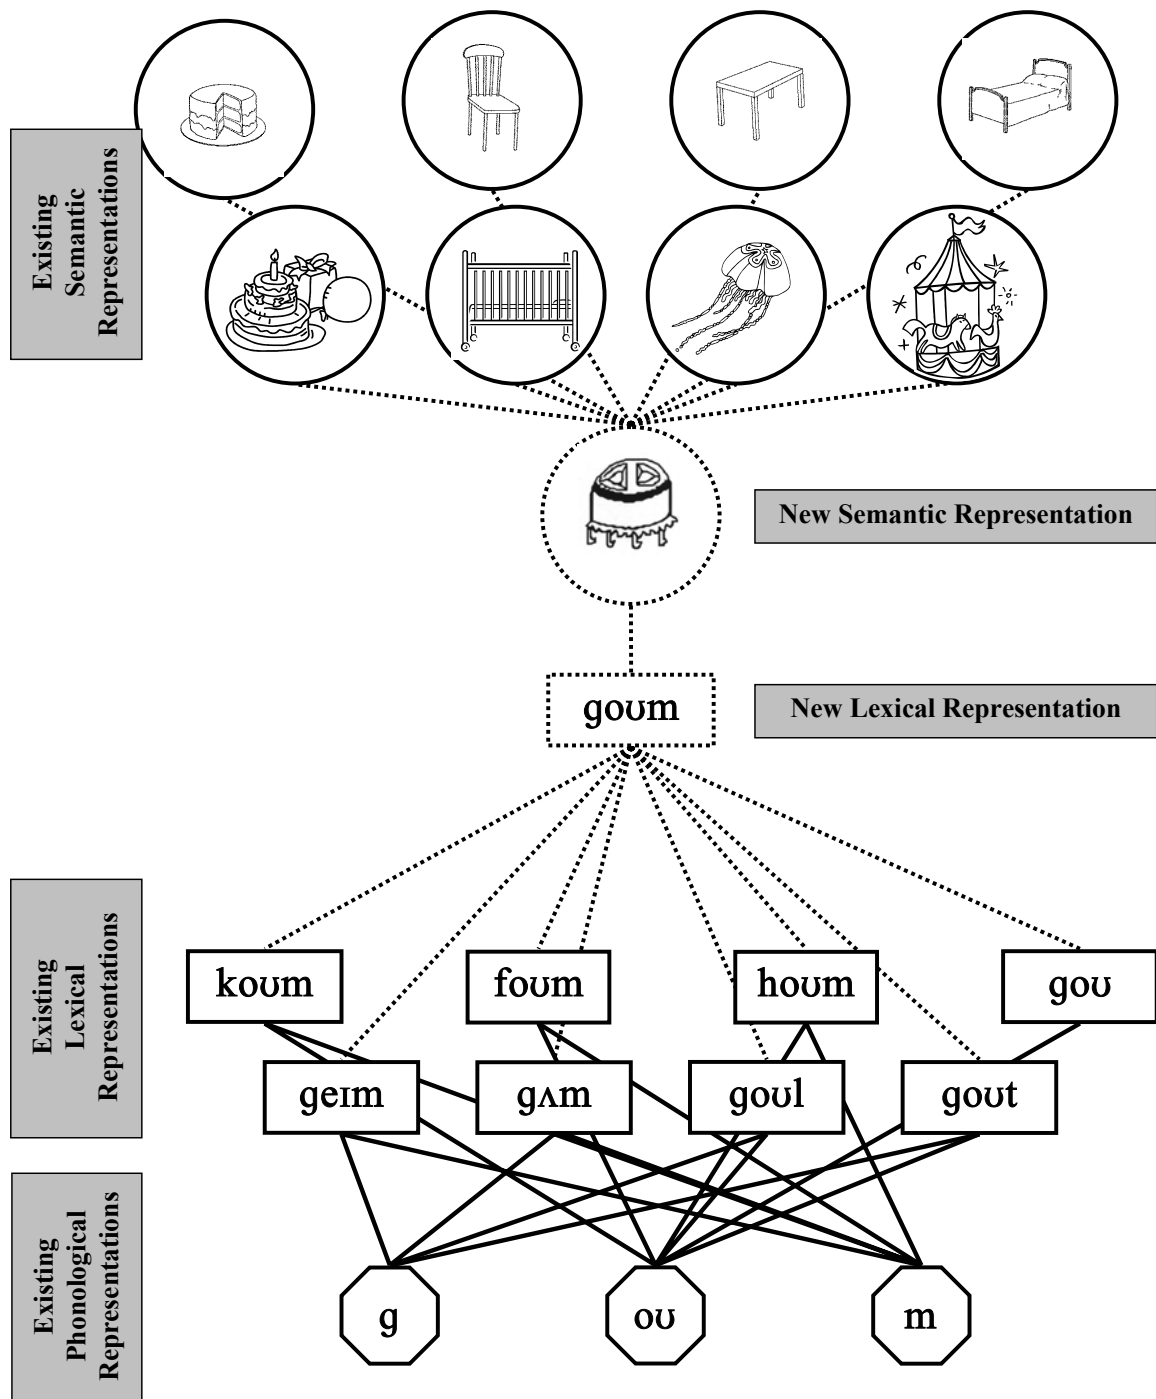 Existing
Semantic
Representations
New Semantic Representation
goʊm
New Lexical Representation
Existing
Lexical
Representations
koʊm
foʊm
hoʊm
goʊ
geɪm
gʌm
goʊl
goʊt
Existing
Phonological
Representations
g
oʊ
m